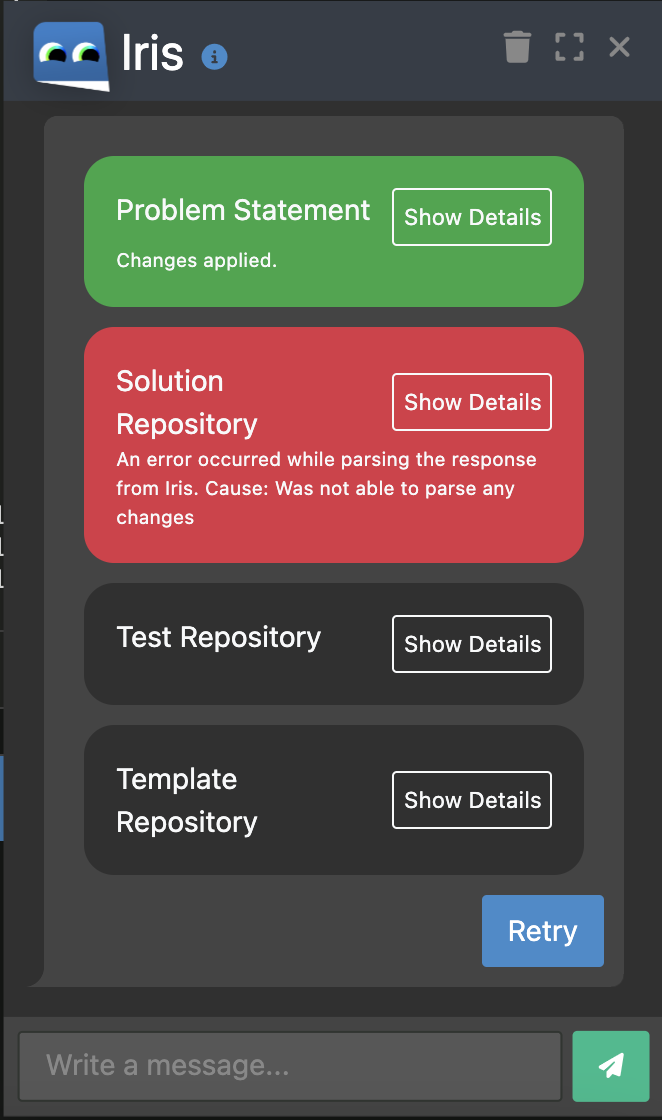 Iris
Problem Statement
Show Details
Changes applied.
Solution
Repository
Show Details
An error occurred while parsing the response
from Iris. Cause: Was not able to parse any
changes
Test Repository
Show Details
Template
Repository
Show Details
Retry
Write a message...